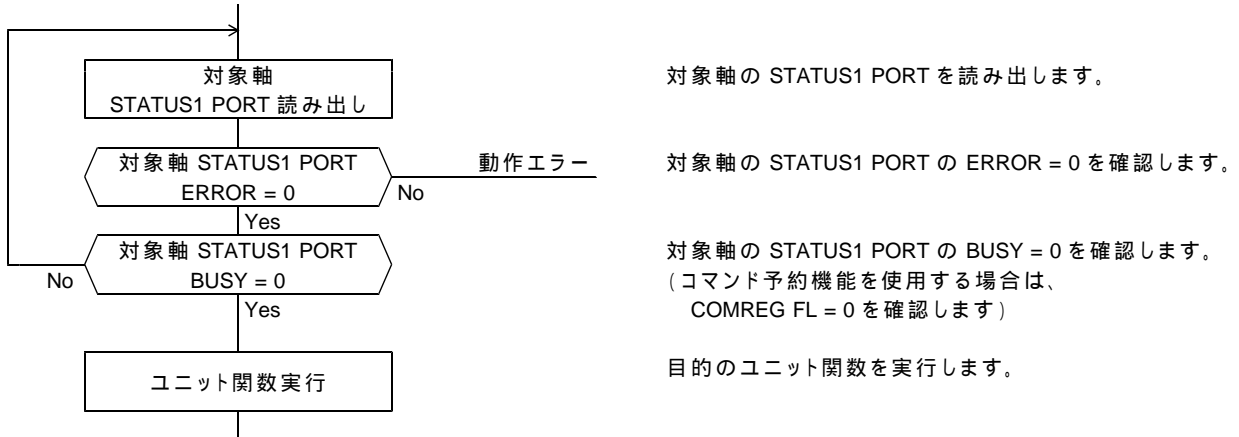 対象軸
STATUS1 PORT 読み出し
対象軸の STATUS1 PORT を読み出します。
対象軸 STATUS1 PORT
ERROR = 0
動作エラー
No
対象軸の STATUS1 PORT の ERROR = 0 を確認します。
Yes
対象軸 STATUS1 PORT
BUSY = 0
No
対象軸の STATUS1 PORT の BUSY = 0 を確認します。
(コマンド予約機能を使用する場合は、
COMREG FL = 0 を確認します)
Yes
ユニット関数実行
目的のユニット関数を実行します。